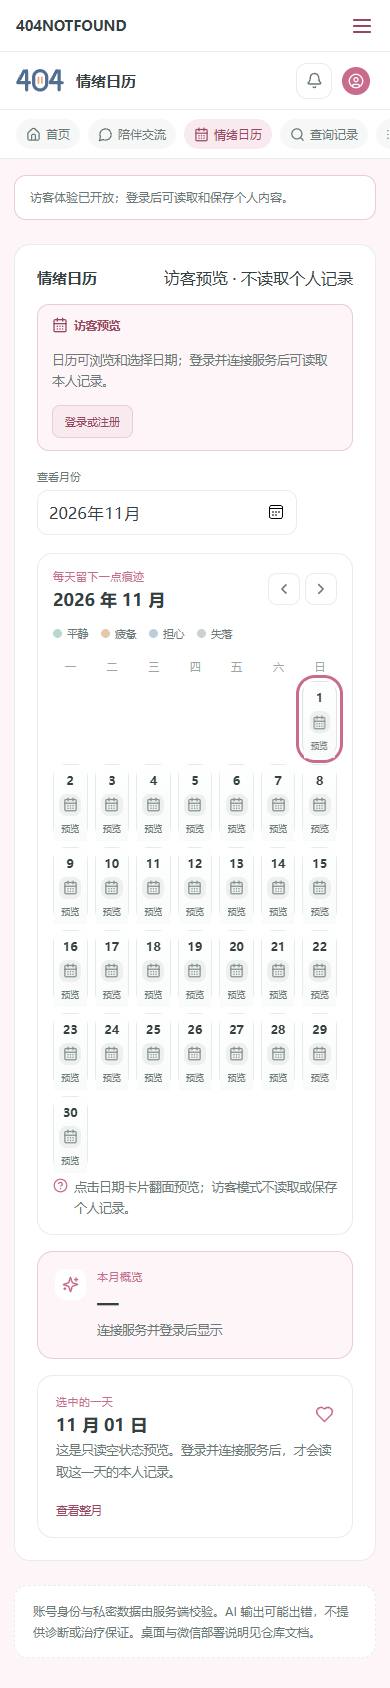 404NOTFOUND
404 情绪日历
首页 陪伴交流 情绪日历 查询记录
访客体验已开放；登录后可读取和保存个人内容。
情绪日历 访客预览 · 不读取个人记录
访客预览
日历可浏览和选择日期；登录并连接服务后可读取
本人记录。
登录或注册
查看月份
2026年11月
每天留下一点痕迹
2026 年 11 月
平静 疲惫 担心 失落
一 二 三 四 五 六 日
1
预览
2 3 4 5 6 7 8
预览 预览 预览 预览 预览 预览 预览
9 10 11 12 13 14 15
预览 预览 预览 预览 预览 预览 预览
16 17 18 19 20 21 22
预览 预览 预览 预览 预览 预览 预览
23 24 25 26 27 28 29
预览 预览 预览 预览 预览 预览 预览
30
预览
点击日期卡片翻面预览；访客模式不读取或保存
个人记录。
本月概览
—
连接服务并登录后显示
选中的一天
11 月 01 日
这是只读空状态预览。登录并连接服务后，才会读
取这一天的本人记录。
查看整月
账号身份与私密数据由服务端校验。AI 输出可能出错，不提
供诊断或治疗保证。桌面与微信部署说明见仓库文档。